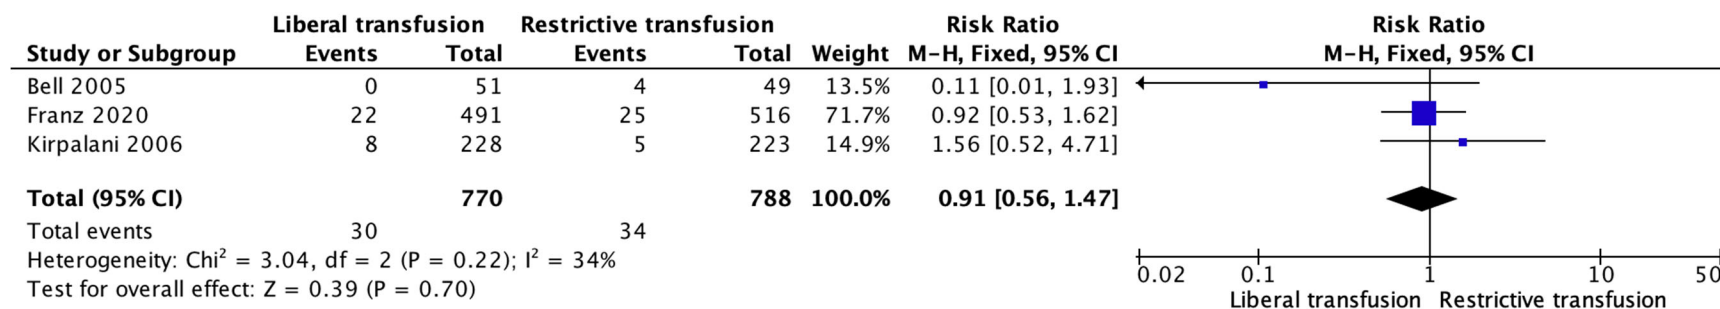 Liberal transfusion Restrictive transfusion Risk Ratio Risk Ratio
Study or Subgroup Events Total Events Total Weight M-H, Fixed, 95% CI M-H, Fixed, 95% CI
Bell 2005 0 51 4 49 13.5% 0.11 [0.01, 1.93]
Franz 2020 22 491 25 516 71.7% 0.92 [0.53, 1.62]
Kirpalani 2006 8 228 5 223 14.9% 1.56 [0.52, 4.71]
Total (95% CI) 770 788 100.0% 0.91 [0.56, 1.47]
Total events 30 34
Heterogeneity: Chi² = 3.04, df = 2 (P = 0.22); I² = 34%
Test for overall effect: Z = 0.39 (P = 0.70)
0.02 0.1 1 10 50
Liberal transfusion Restrictive transfusion